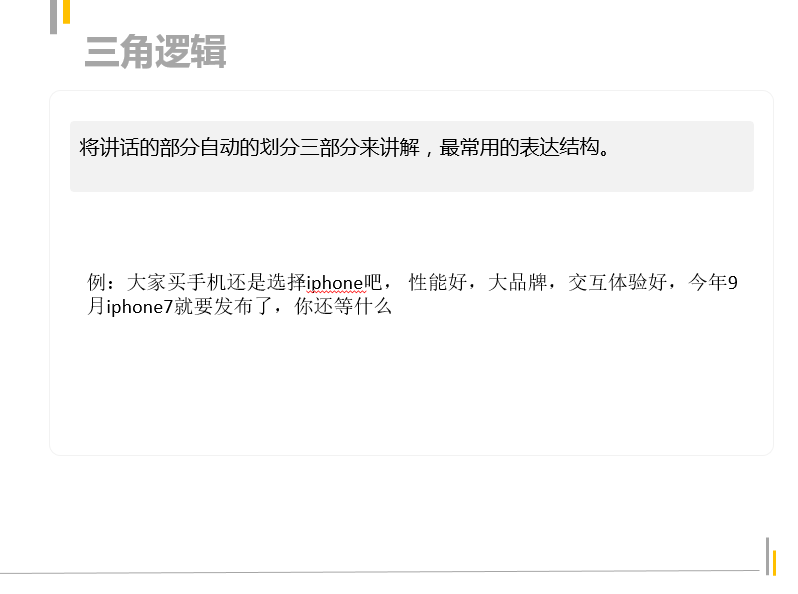 三角逻辑
将讲话的部分自动的划分三部分来讲解，最常用的表达结构。
例：大家买手机还是选择iphone吧， 性能好，大品牌，交互体验好，今年9
月iphone7就要发布了，你还等什么